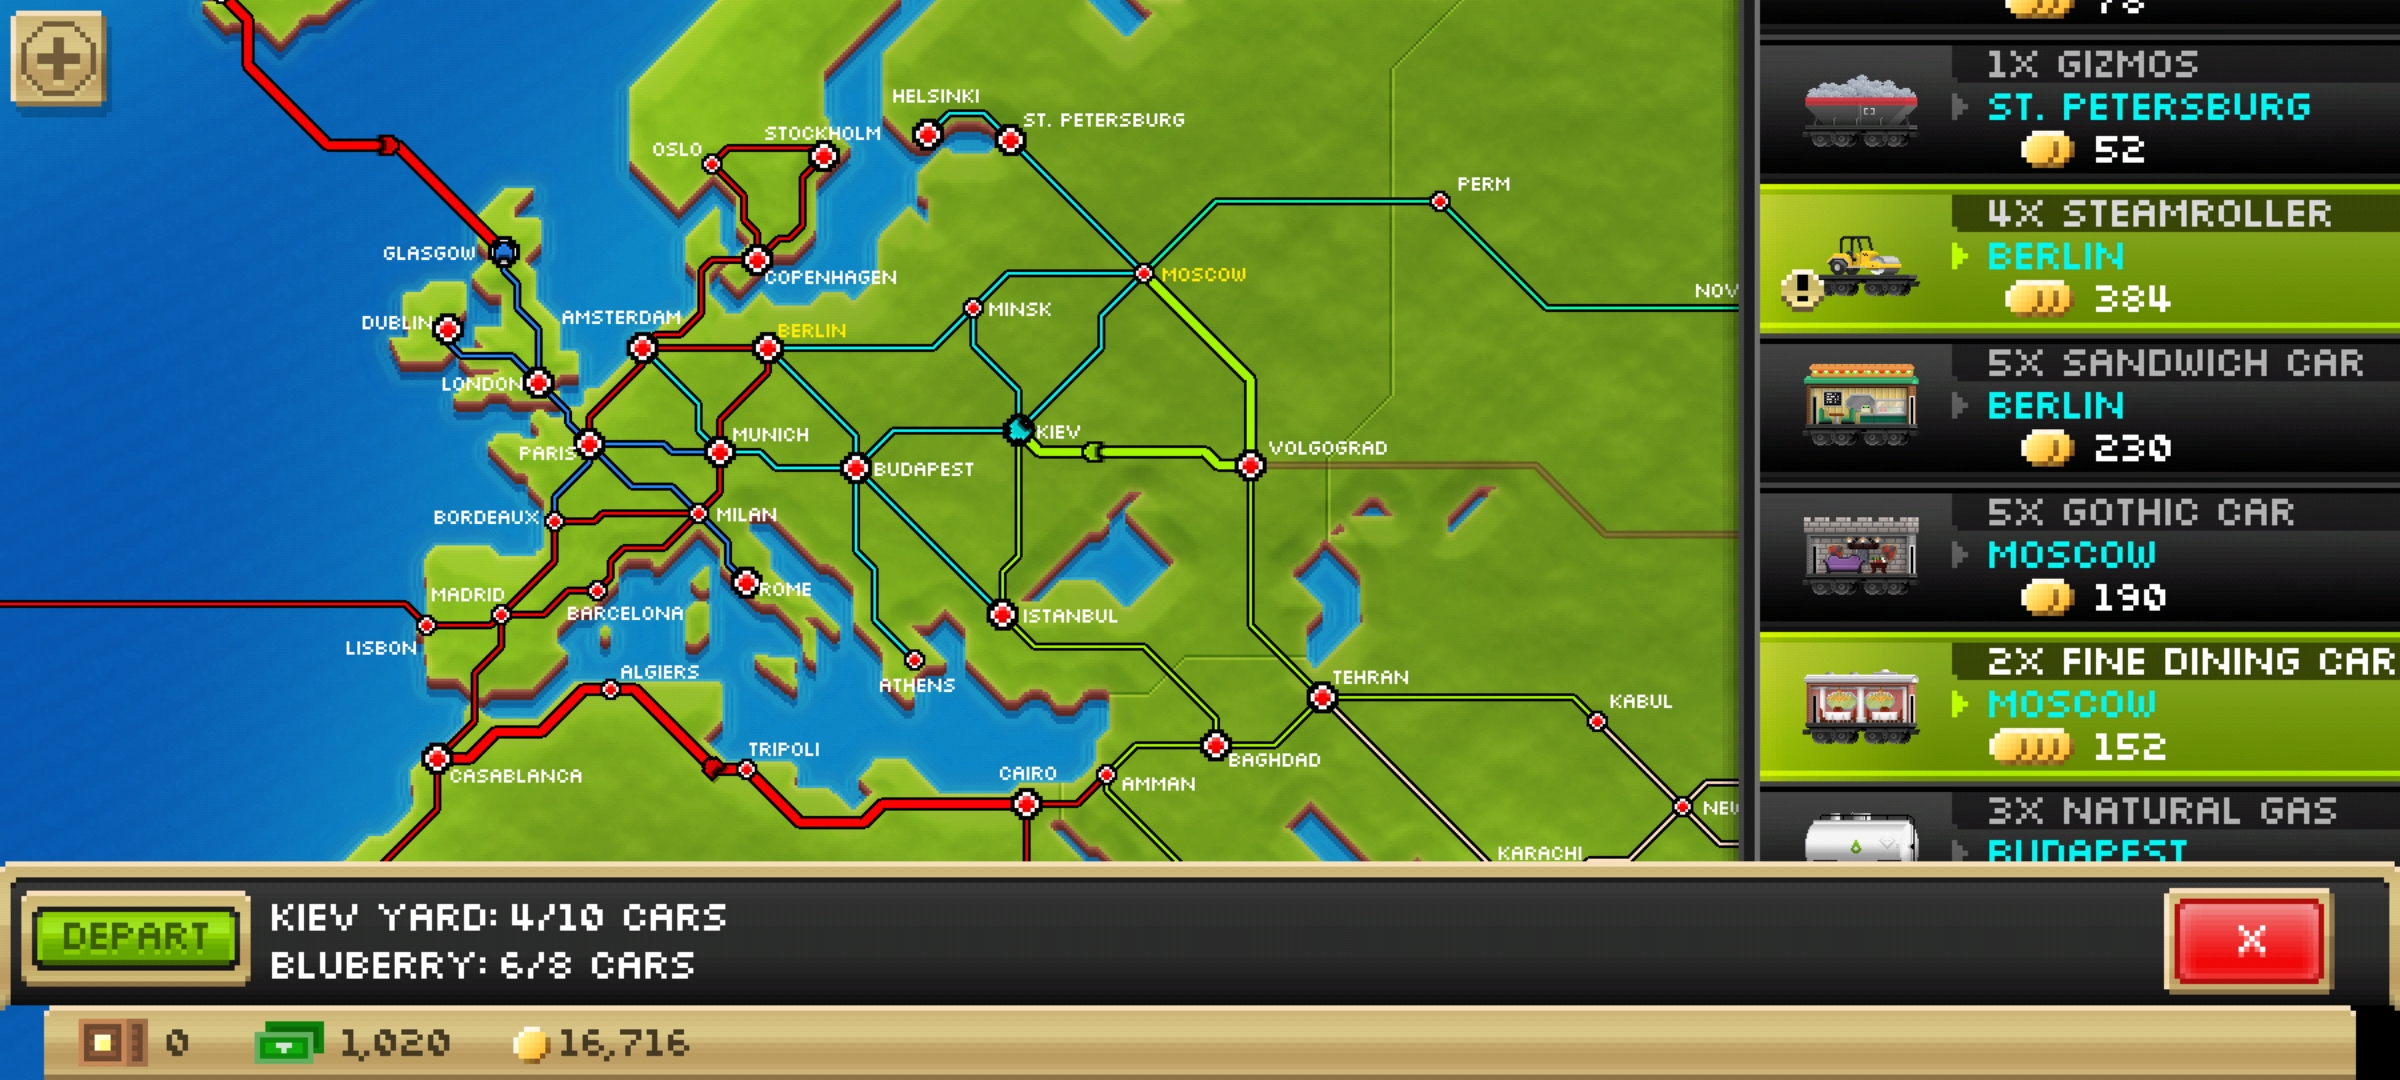 78
1X GIZMOS
ST. PETERSBURG
52
4X STEAMROLLER
BERLIN
384
5X SANDWICH CAR
BERLIN
230
5X GOTHIC CAR
MOSCOW
190
2X FINE DINING CAR
MOSCOW
152
3X NATURAL GAS
BUDAPEST
HELSINKI
ST. PETERSBURG
STOCKHOLM
OSLO
PERM
GLASGOW
COPENHAGEN
MOSCOW
NOV
MINSK
DUBLIN
AMSTERDAM
BERLIN
LONDON
MUNICH
KIEV
VOLGOGRAD
PARIS
BUDAPEST
BORDEAUX
MILAN
MADRID
BARCELONA
ROME
ISTANBUL
LISBON
ALGIERS
ATHENS
TEHRAN
KABUL
CASABLANCA
TRIPOLI
CAIRO
BAGHDAD
AMMAN
NEW
KARACHI
DEPART
KIEV YARD: 4/10 CARS
BLUBERRY: 6/8 CARS
X
0
1,020
16,716